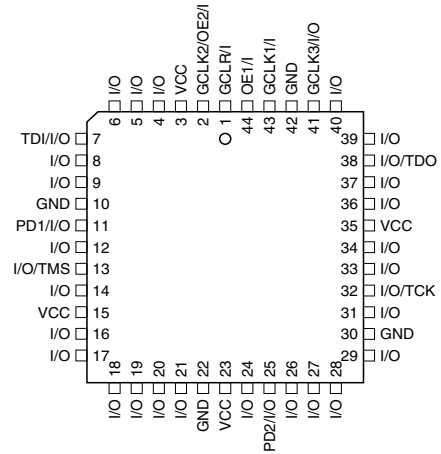 I/O
I/O
I/O
VCC
GCLK2/OE2/I
GCLR/I
OE1/I
GCLK1/I
GND
GCLK3/I/O
I/O
6
5
4
3
2
1
44
43
42
41
40
TDI/I/O 7
I/O 8
I/O 9
GND 10
PD1/I/O 11
I/O 12
I/O/TMS 13
I/O 14
VCC 15
I/O 16
I/O 17
39 I/O
38 I/O/TDO
37 I/O
36 I/O
35 VCC
34 I/O
33 I/O
32 I/O/TCK
31 I/O
30 GND
29 I/O
18
19
20
21
22
23
24
25
26
27
28
I/O
I/O
I/O
I/O
GND
VCC
I/O
PD2/I/O
I/O
I/O
I/O